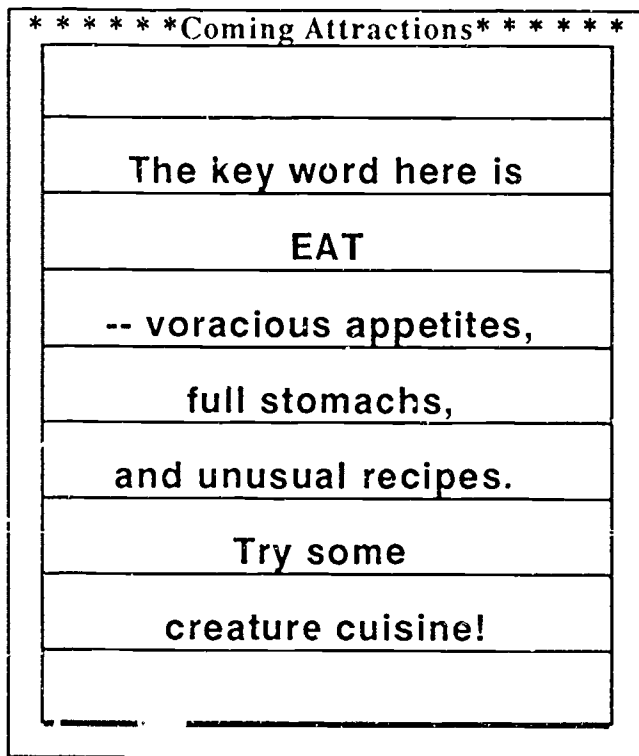 * * * * * *Coming Attractions* * * * * *
The key word here is
EAT
-- voracious appetites,
full stomachs,
and unusual recipes.
Try some
creature cuisine!